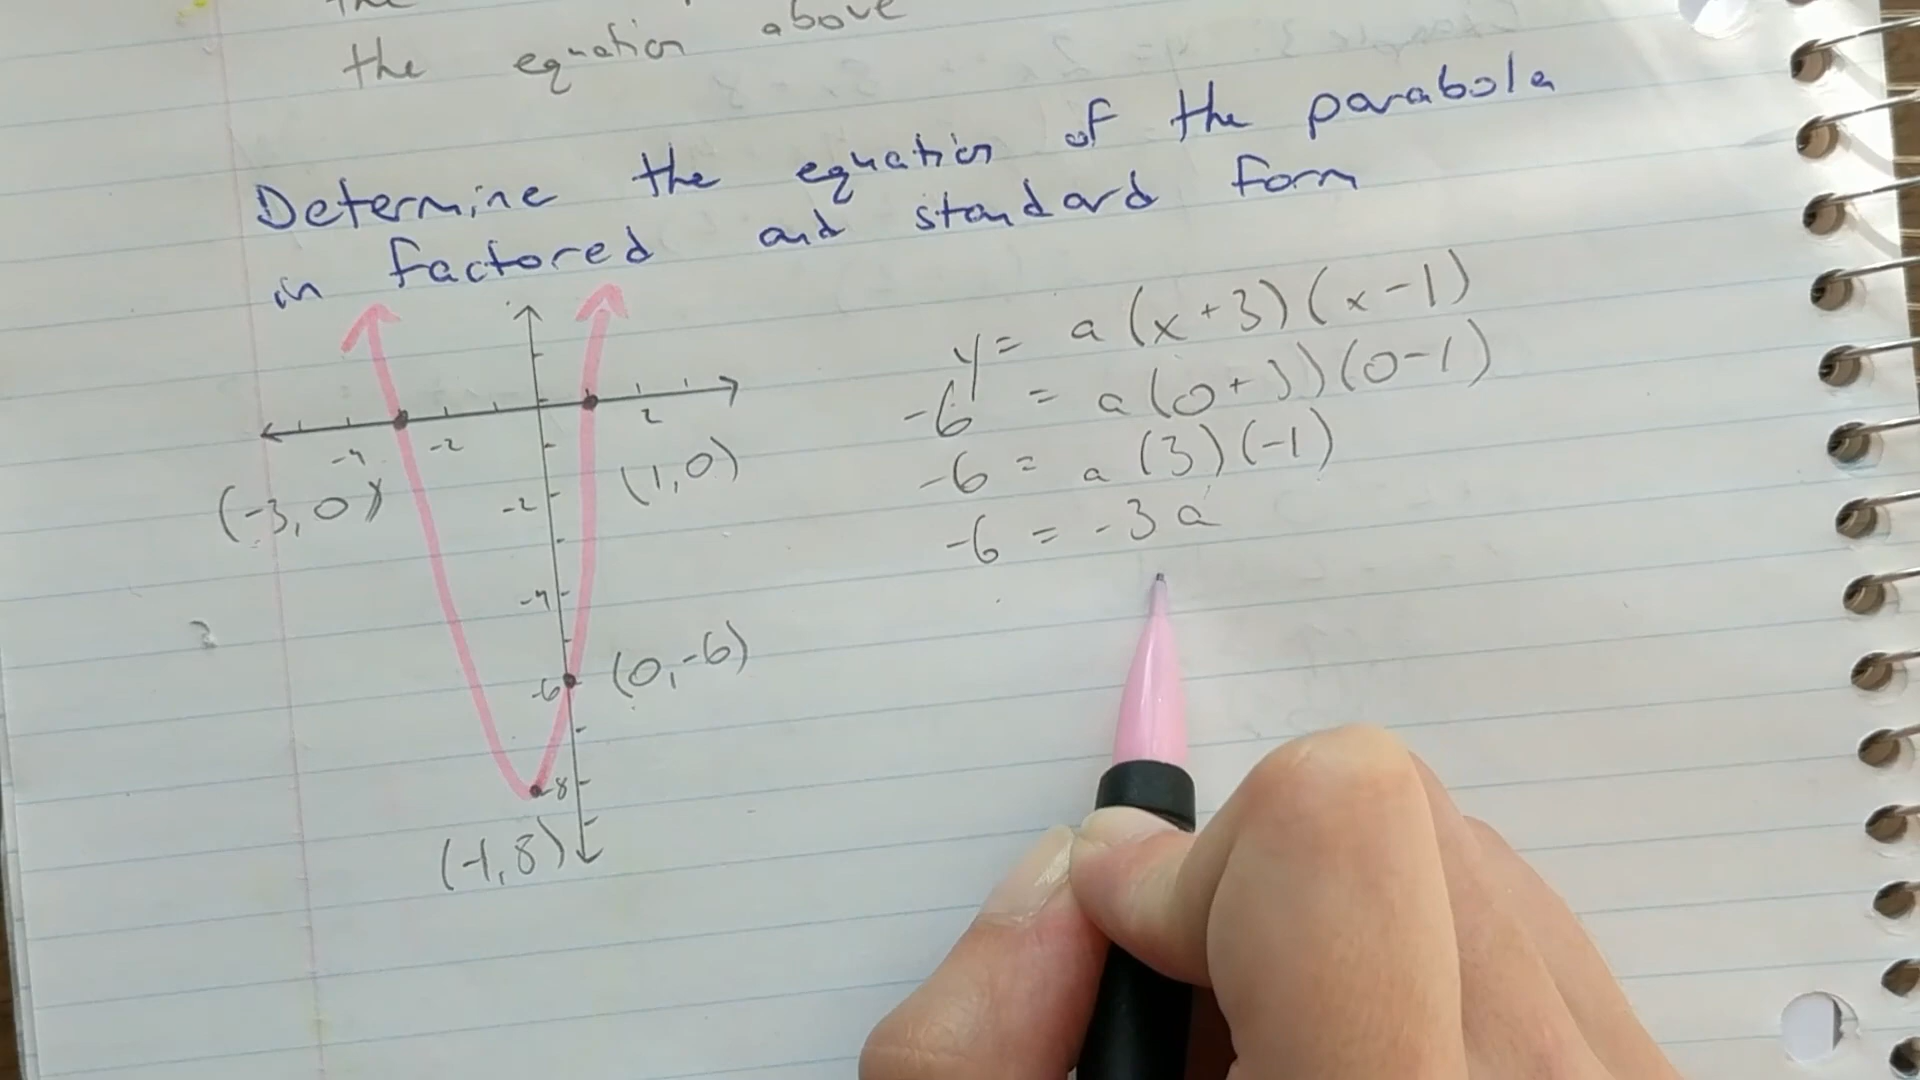 the
the equation above
Determine the equation of the parabola
in factored and standard form
y = a(x+3)(x-1)
-6 = a(0+3)(0-1)
-6 = a(3)(-1)
-6 = -3a
-4 -2 2
(-3,0) (1,0)
-2
-4
-6 (0,-6)
-8
(-1,8)